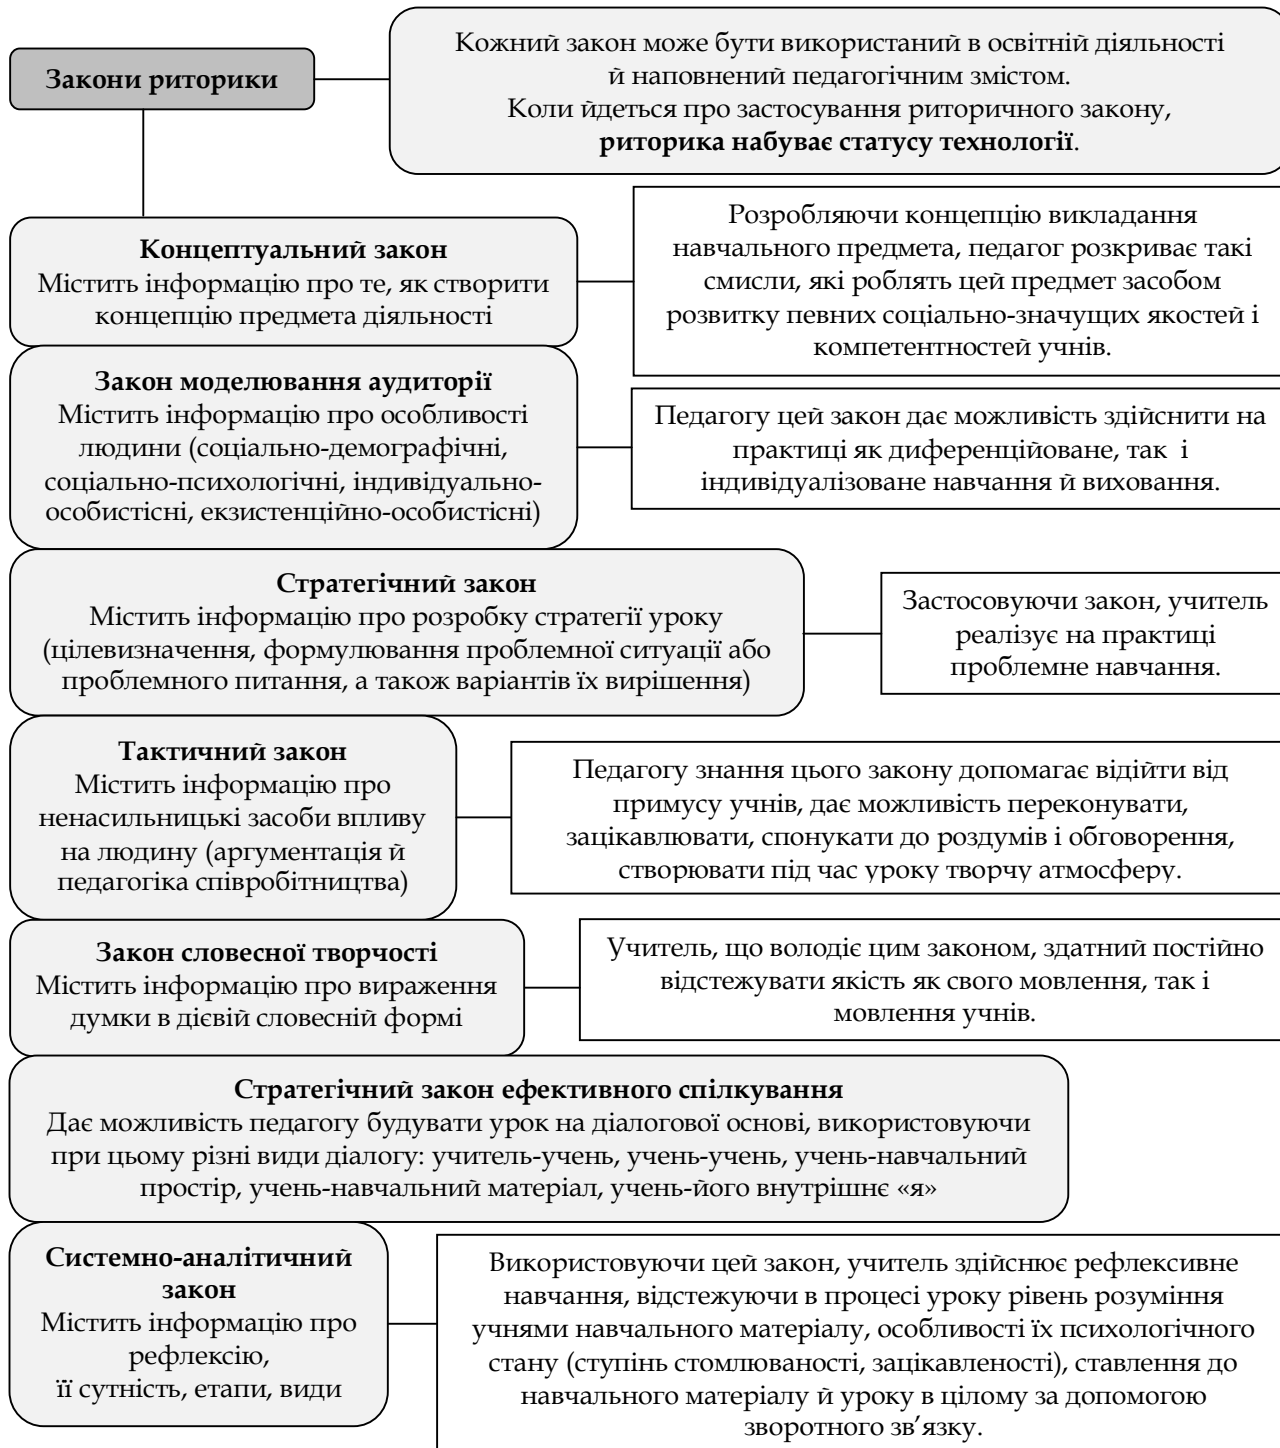 Закони риторики
Кожний закон може бути використаний в освітній діяльності
й наповнений педагогічним змістом.
Коли йдеться про застосування риторичного закону,
риторика набуває статусу технології.
Концептуальний закон
Містить інформацію про те, як створити
концепцію предмета діяльності
Розробляючи концепцію викладання
навчального предмета, педагог розкриває такі
смисли, які роблять цей предмет засобом
розвитку певних соціально-значущих якостей і
компетентностей учнів.
Закон моделювання аудиторії
Містить інформацію про особливості
людини (соціально-демографічні,
соціально-психологічні, індивідуально-
особистісні, екзистенційно-особистісні)
Педагогу цей закон дає можливість здійснити на
практиці як диференційоване, так і
індивідуалізоване навчання й виховання.
Стратегічний закон
Містить інформацію про розробку стратегії уроку
(цілевизначення, формулювання проблемної ситуації або
проблемного питання, а також варіантів їх вирішення)
Застосовуючи закон, учитель
реалізує на практиці
проблемне навчання.
Тактичний закон
Містить інформацію про
ненасильницькі засоби впливу
на людину (аргументація й
педагогіка співробітництва)
Педагогу знання цього закону допомагає відійти від
примусу учнів, дає можливість переконувати,
зацікавлювати, спонукати до роздумів і обговорення,
створювати під час уроку творчу атмосферу.
Закон словесної творчості
Містить інформацію про вираження
думки в дієвій словесній формі
Учитель, що володіє цим законом, здатний постійно
відстежувати якість як свого мовлення, так і
мовлення учнів.
Стратегічний закон ефективного спілкування
Дає можливість педагогу будувати урок на діалогової основі, використовуючи
при цьому різні види діалогу: учитель-учень, учень-учень, учень-навчальний
простір, учень-навчальний матеріал, учень-його внутрішнє «я»
Системно-аналітичний
закон
Містить інформацію про
рефлексію,
її сутність, етапи, види
Використовуючи цей закон, учитель здійснює рефлексивне
навчання, відстежуючи в процесі уроку рівень розуміння
учнями навчального матеріалу, особливості їх психологічного
стану (ступінь стомлюваності, зацікавленості), ставлення до
навчального матеріалу й уроку в цілому за допомогою
зворотного зв’язку.